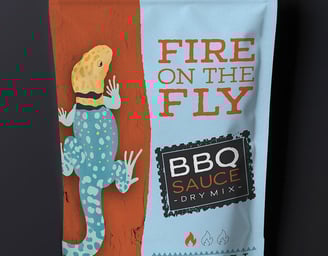 FIRE
ON THE
FLY
BBQ
SAUCE
-DRY MIX-